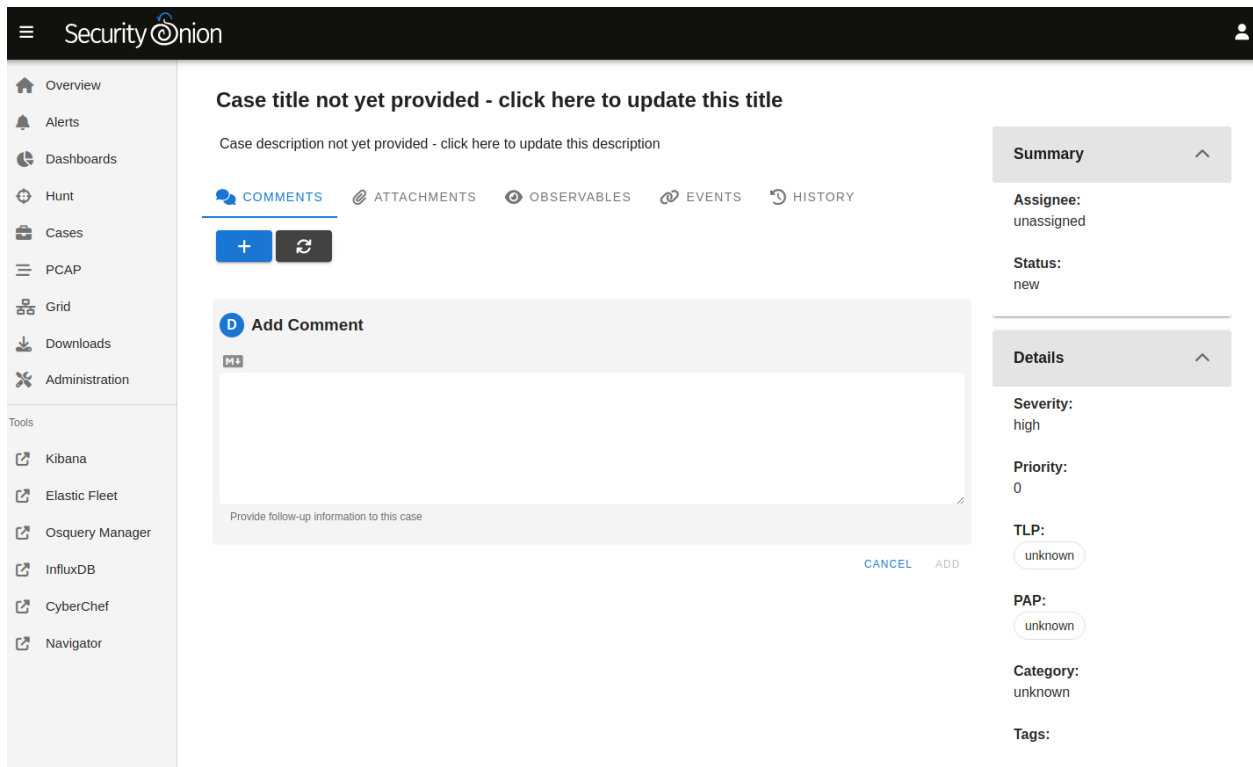 Security Onion
Overview
Alerts
Dashboards
Hunt
Cases
PCAP
Grid
Downloads
Administration
Tools
Kibana
Elastic Fleet
Osquery Manager
InfluxDB
CyberChef
Navigator
Case title not yet provided - click here to update this title
Case description not yet provided - click here to update this description
COMMENTS ATTACHMENTS OBSERVABLES EVENTS HISTORY
D Add Comment
M
Provide follow-up information to this case
CANCEL ADD
Summary
Assignee:
unassigned
Status:
new
Details
Severity:
high
Priority:
0
TLP:
unknown
PAP:
unknown
Category:
unknown
Tags: